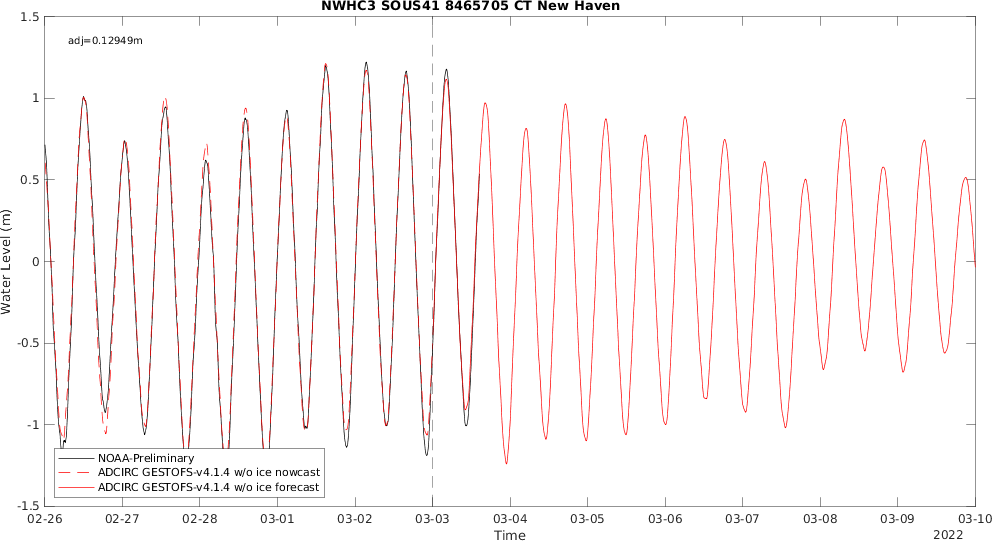 NWHC3 SOUS41 8465705 CT New Haven
adj=0.12949m
1.5
1
0.5
0
-0.5
-1
-1.5
Water Level (m)
NOAA-Preliminary
ADCIRC GESTOFS-v4.1.4 w/o ice nowcast
ADCIRC GESTOFS-v4.1.4 w/o ice forecast
02-26 02-27 02-28 03-01 03-02 03-03 03-04 03-05 03-06 03-07 03-08 03-09 03-10
Time
2022